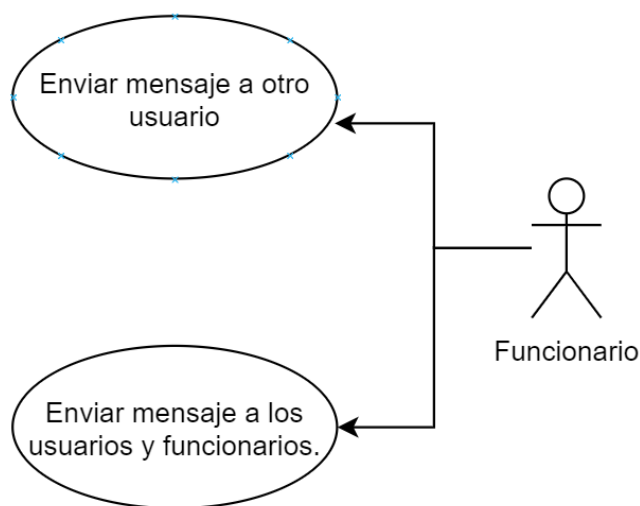 Enviar mensaje a otro
usuario
Funcionario
Enviar mensaje a los
usuarios y funcionarios.